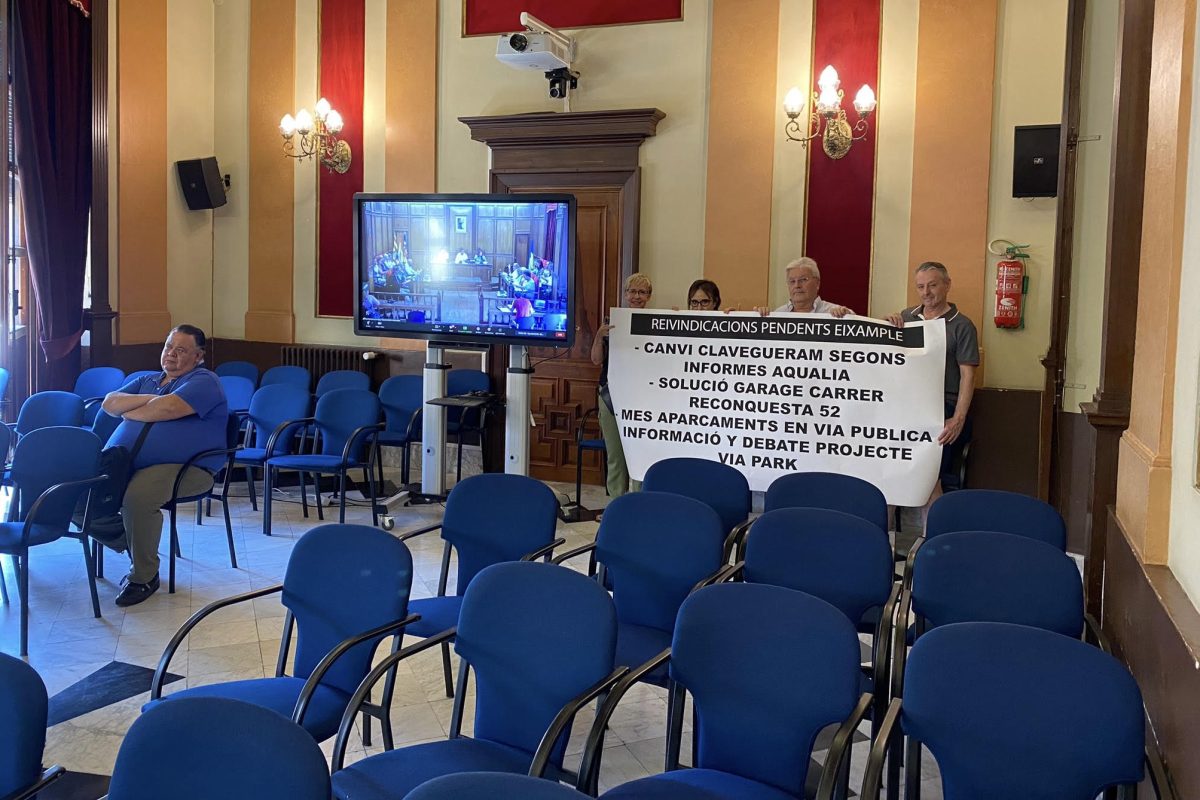 REIVINDICACIONS PENDENTS EIXAMPLE
- CANVI CLAVEGUERAM SEGONS
INFORMES AQUALIA
- SOLUCIÓ GARAGE CARRER
RECONQUESTA 52
- MES APARCAMENTS EN VIA PUBLICA
INFORMACIÓ Y DEBATE PROJECTE
VIA PARK
ZENITH